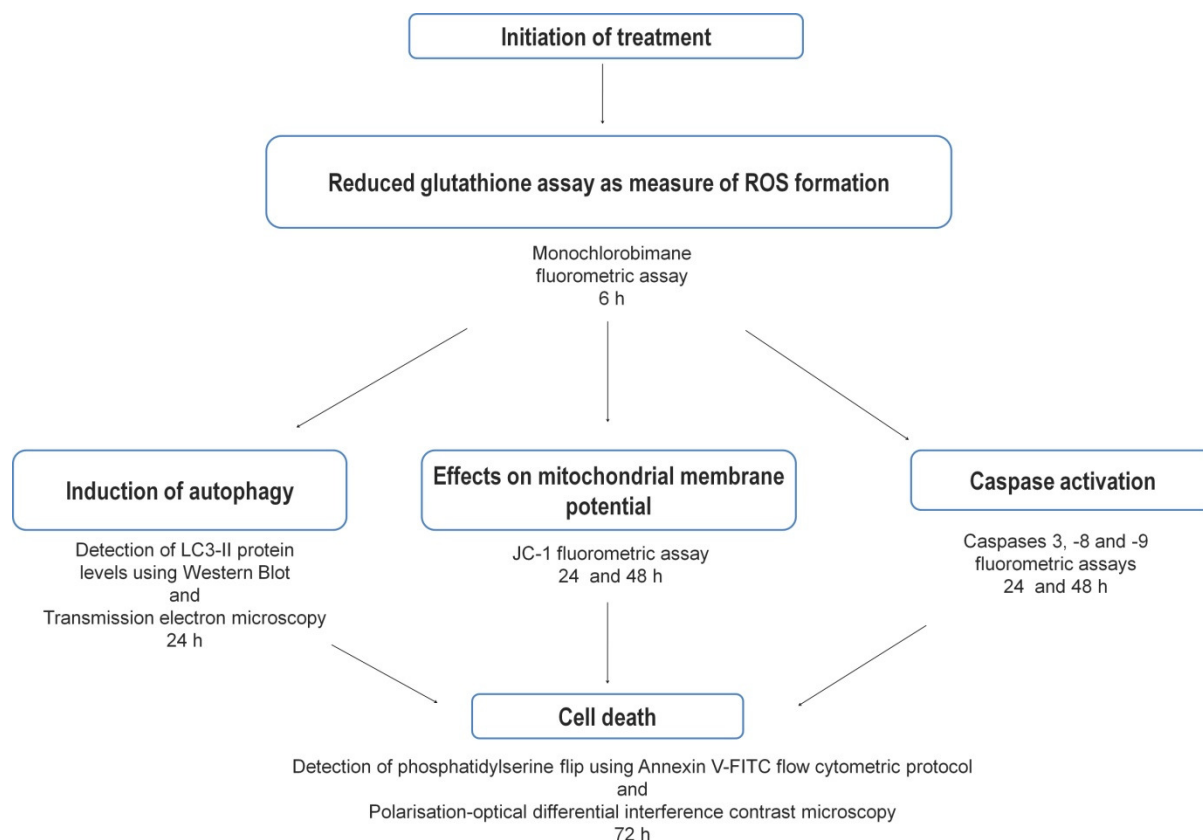 Initiation of treatment
Reduced glutathione assay as measure of ROS formation
Monochlorobimane
fluorometric assay
6 h
Induction of autophagy
Detection of LC3-II protein
levels using Western Blot
and
Transmission electron microscopy
24 h
Effects on mitochondrial membrane
potential
JC-1 fluorometric assay
24 and 48 h
Caspase activation
Caspases 3, -8 and -9
fluorometric assays
24 and 48 h
Cell death
Detection of phosphatidylserine flip using Annexin V-FITC flow cytometric protocol
and
Polarisation-optical differential interference contrast microscopy
72 h